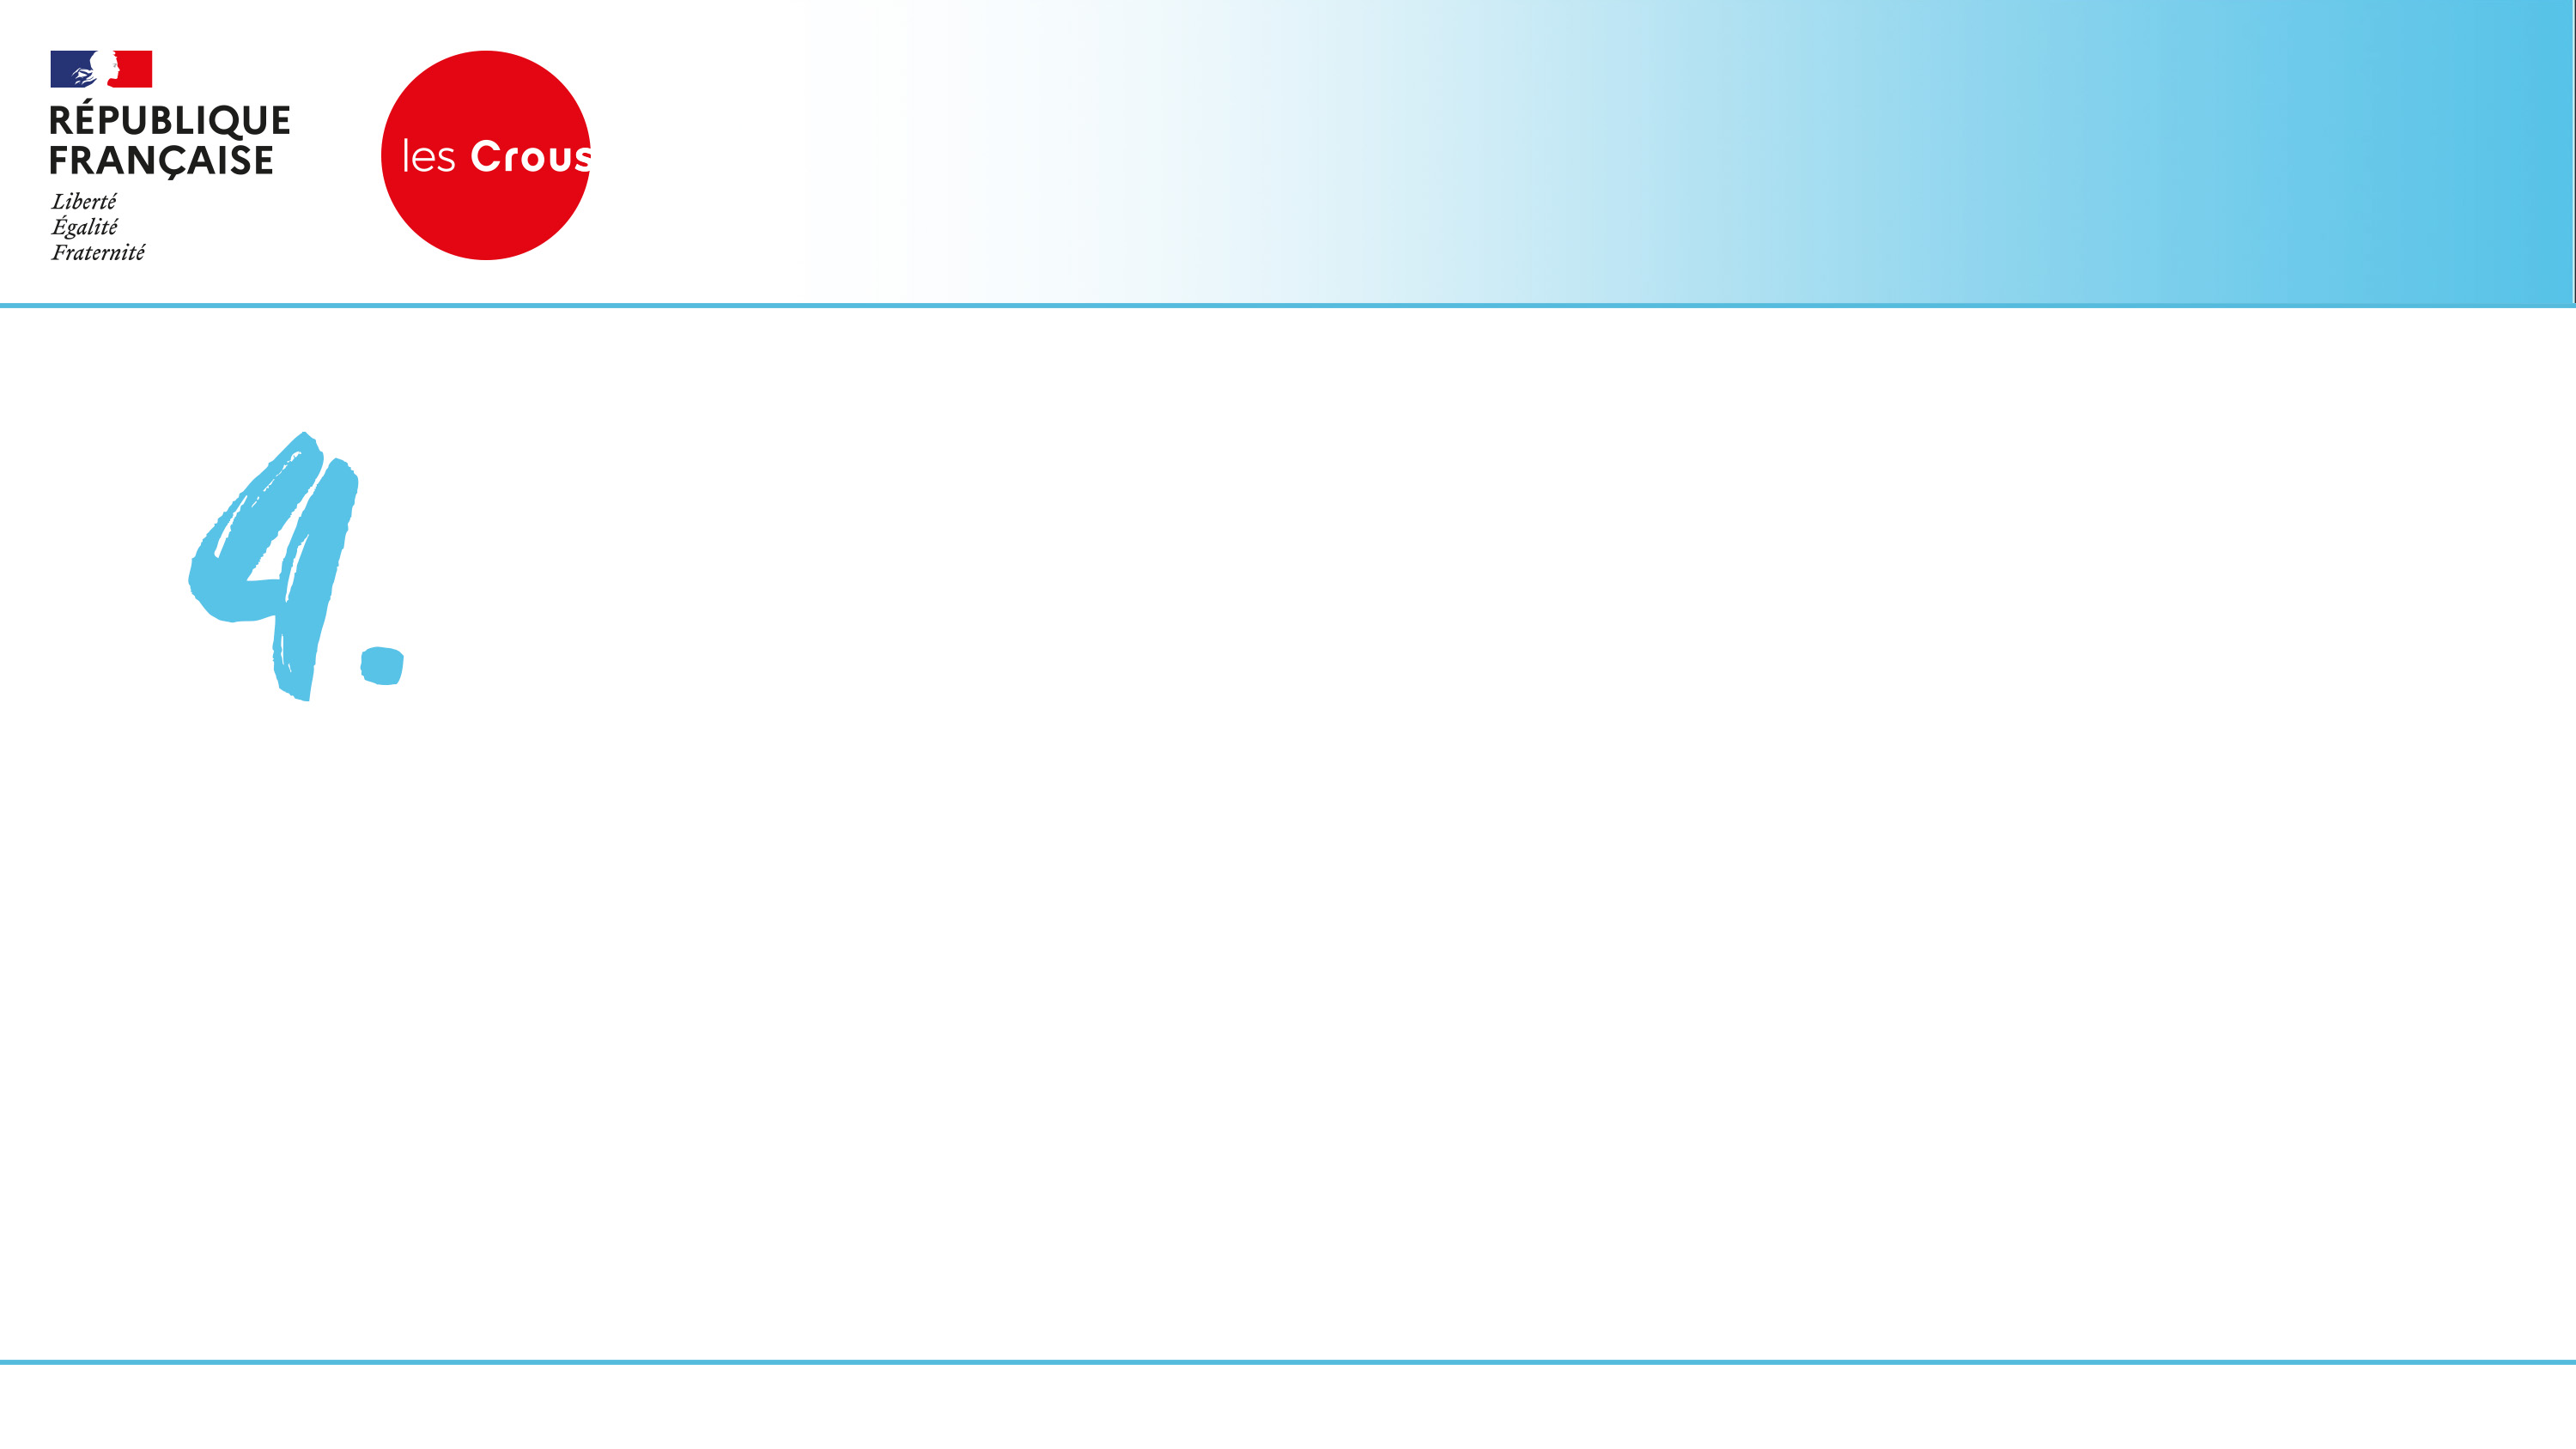 RÉPUBLIQUE
FRANÇAISE
Liberté
Égalité
Fraternité
les Crous
4.